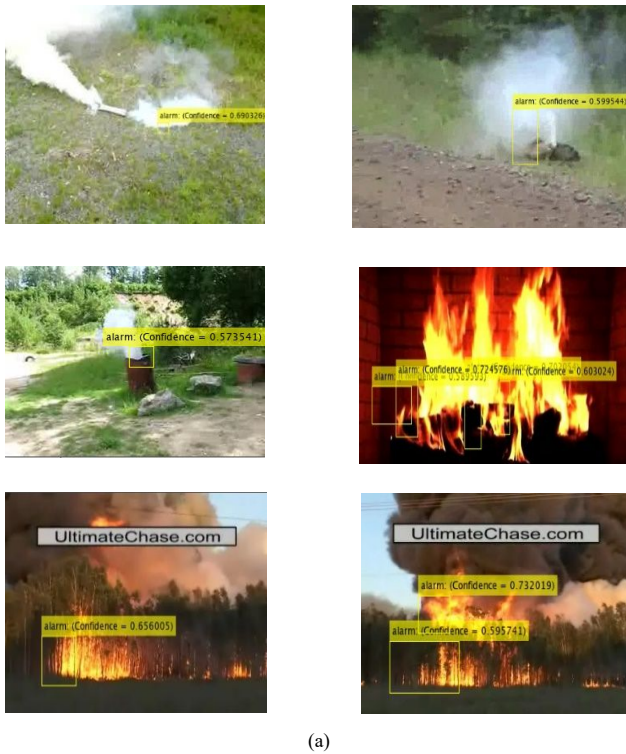 alarm: (Confidence = 0.690326)
alarm: (Confidence = 0.599544)
alarm: (Confidence = 0.573541)
alarm: (Confidence = 0.724576)
alarm: (Confidence = 0.603024)
UltimateChase.com
alarm: (Confidence = 0.656005)
UltimateChase.com
alarm: (Confidence = 0.732019)
alarm: (Confidence = 0.595741)
(a)